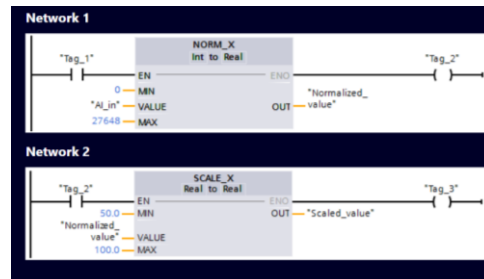 Network 1
NORM_X
Int to Real
"Tag_1"
"Tag_2"
EN
ENO
0
MIN
"AI_in"
VALUE
27648
MAX
OUT
"Normalized_
value"
Network 2
SCALE_X
Real to Real
"Tag_2"
"Tag_3"
EN
ENO
50.0
MIN
OUT
"Scaled_value"
"Normalized_
value"
VALUE
100.0
MAX